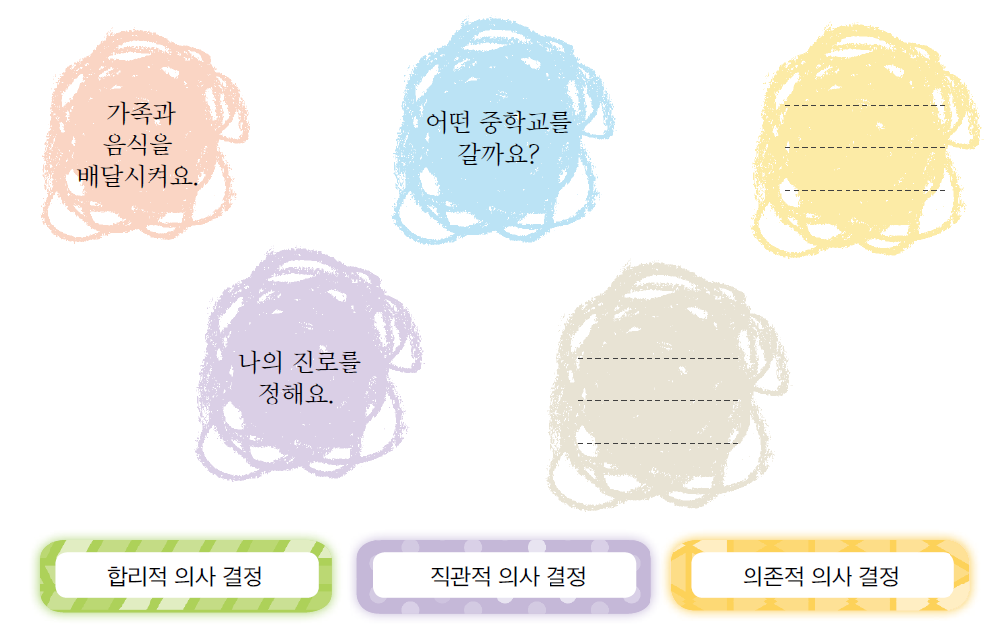 가족과
음식을
배달시켜요.
어떤 중학교를
갈까요?
나의 진로를
정해요.
합리적 의사 결정
직관적 의사 결정
의존적 의사 결정